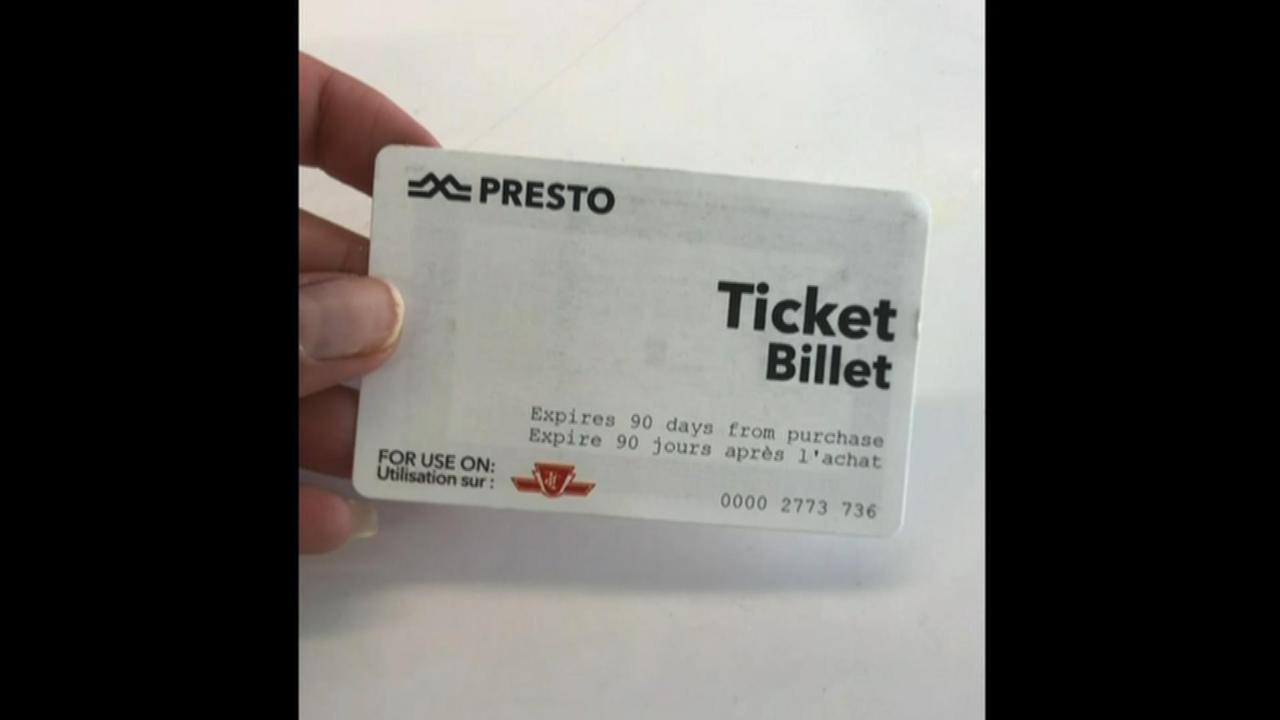 PRESTO
Ticket
Billet
Expires 90 days from purchase
Expire 90 jours après l'achat
FOR USE ON:
Utilisation sur :
0000 2773 736